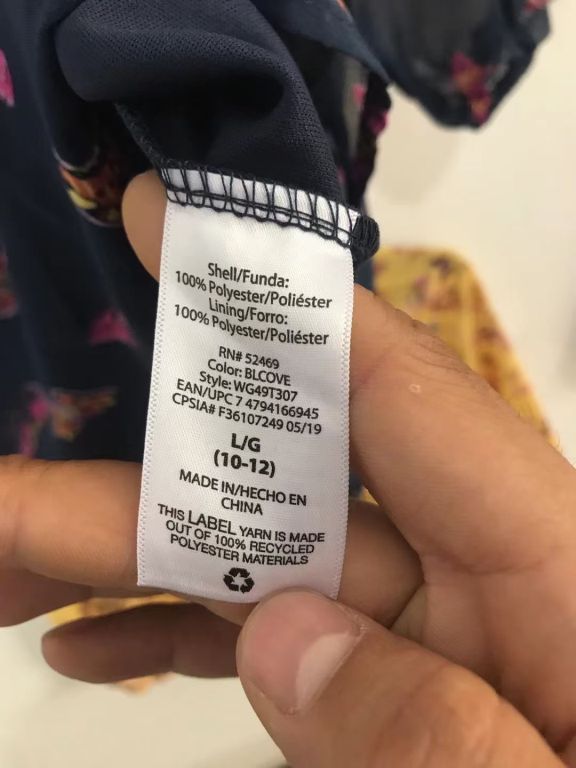 Shell/Funda:
100% Polyester/Poliéster
Lining/Forro:
100% Polyester/Poliéster
RN# 52469
Color: BLCOVE
Style: WG49T307
EAN/UPC 7 4794166945
CPSIA# F36107249 05/19
L/G
(10-12)
MADE IN/HECHO EN
CHINA
THIS LABEL YARN IS MADE
OUT OF 100% RECYCLED
POLYESTER MATERIALS